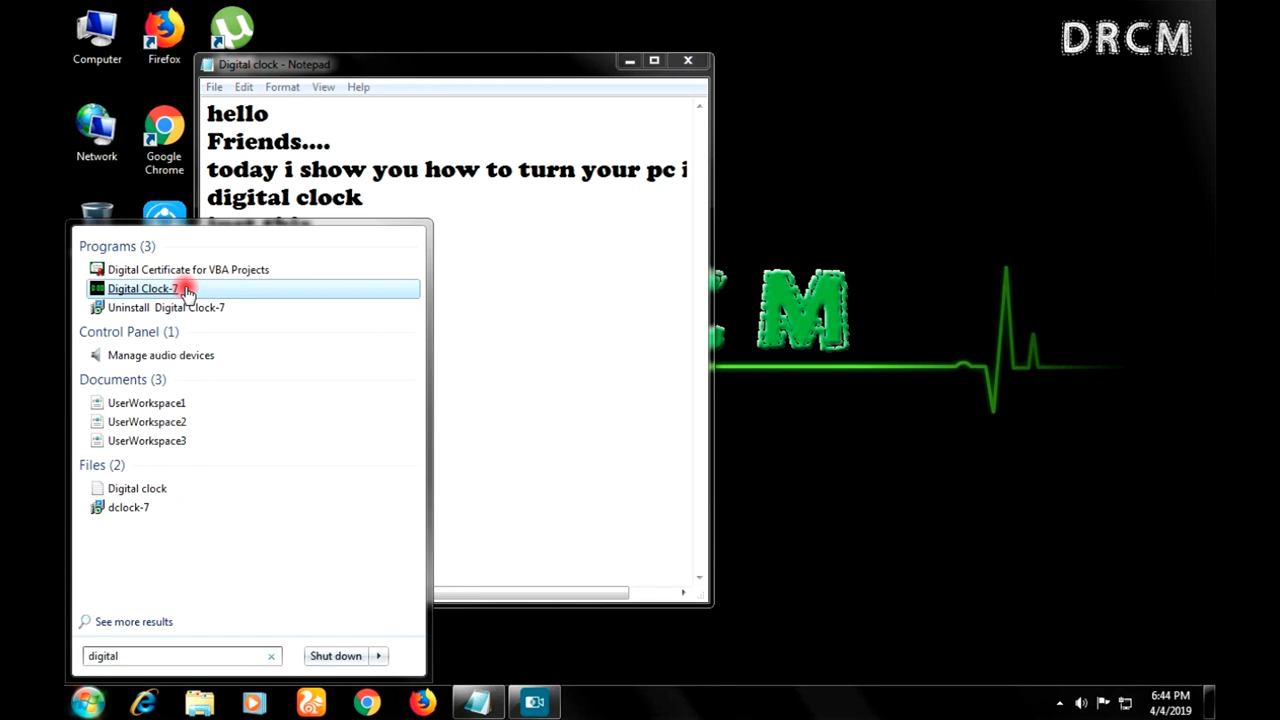 DRCM
Computer
Firefox
Network
Google
Chrome
Digital clock - Notepad
File Edit Format View Help
hello
Friends....
today i show you how to turn your pc i
digital clock
just this
M
Programs (3)
Digital Certificate for VBA Projects
Digital Clock-7
Uninstall Digital Clock-7
Control Panel (1)
Manage audio devices
Documents (3)
UserWorkspace1
UserWorkspace2
UserWorkspace3
Files (2)
Digital clock
dclock-7
See more results
digital
Shut down
6:44 PM
4/4/2019